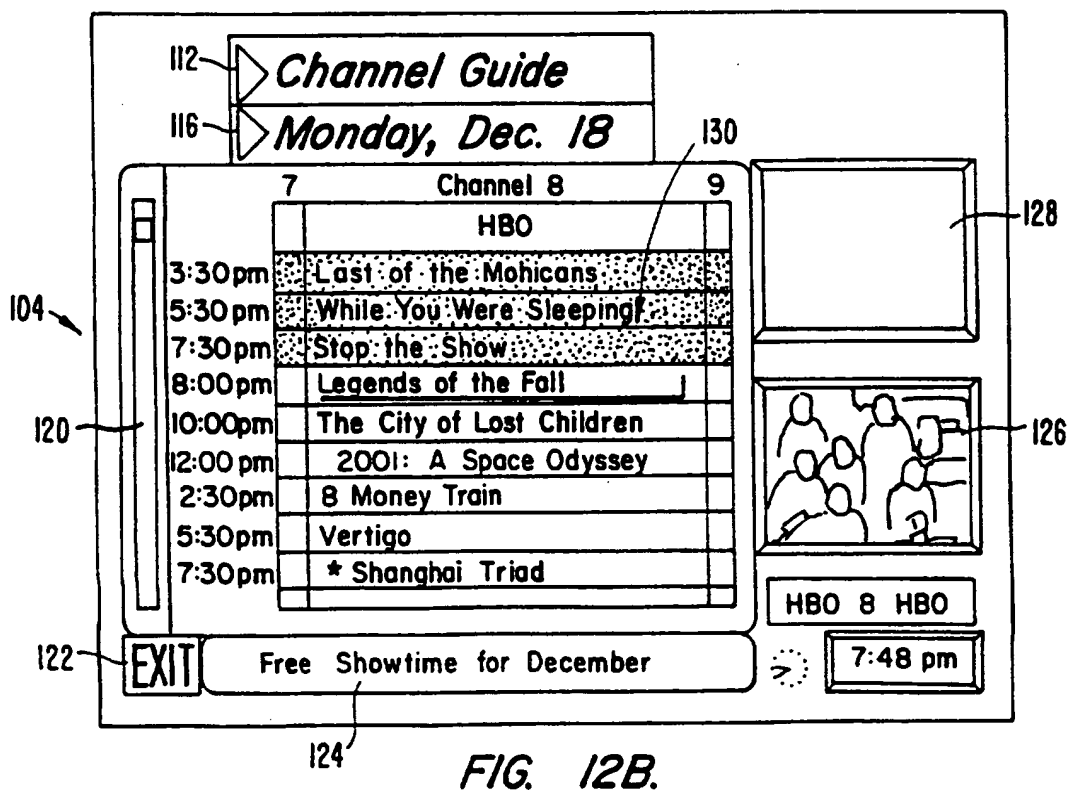 112
Channel Guide
116
Monday, Dec. 18
130
7 Channel 8 9
HBO
128
3:30pm Last of the Mohicans
5:30pm While You Were Sleeping
104
7:30pm Stop the Show
8:00pm Legends of the Fall
120
10:00pm The City of Lost Children
126
12:00 pm 2001: A Space Odyssey
2:30pm 8 Money Train
5:30pm Vertigo
7:30pm * Shanghai Triad
HBO 8 HBO
122
EXIT Free Showtime for December
7:48 pm
124
FIG. 12B.